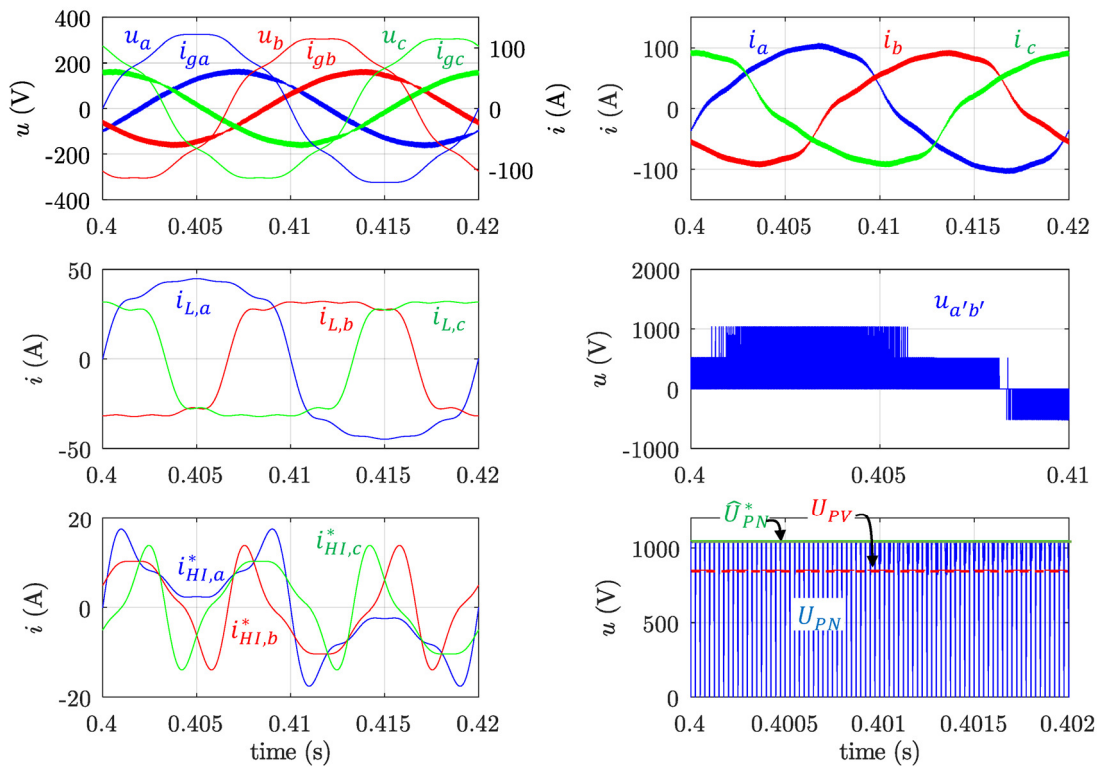 400
200
0
-200
-400
u (V)
100
0
-100
i (A)
u_a
i_ga
u_b
i_gb
u_c
i_gc
0.4
0.405
0.41
0.415
0.42
100
0
-100
i (A)
i_a
i_b
i_c
0.4
0.405
0.41
0.415
0.42
50
0
-50
i (A)
i_L,a
i_L,b
i_L,c
0.4
0.405
0.41
0.415
0.42
2000
1000
0
-1000
u (V)
u_a′b′
0.4
0.405
0.41
20
0
-20
i (A)
i*_HI,a
i*_HI,b
i*_HI,c
0.4
0.405
0.41
0.415
0.42
time (s)
Û*_PN
U_PV
1000
500
0
u (V)
U_PN
0.4
0.4005
0.401
0.4015
0.402
time (s)